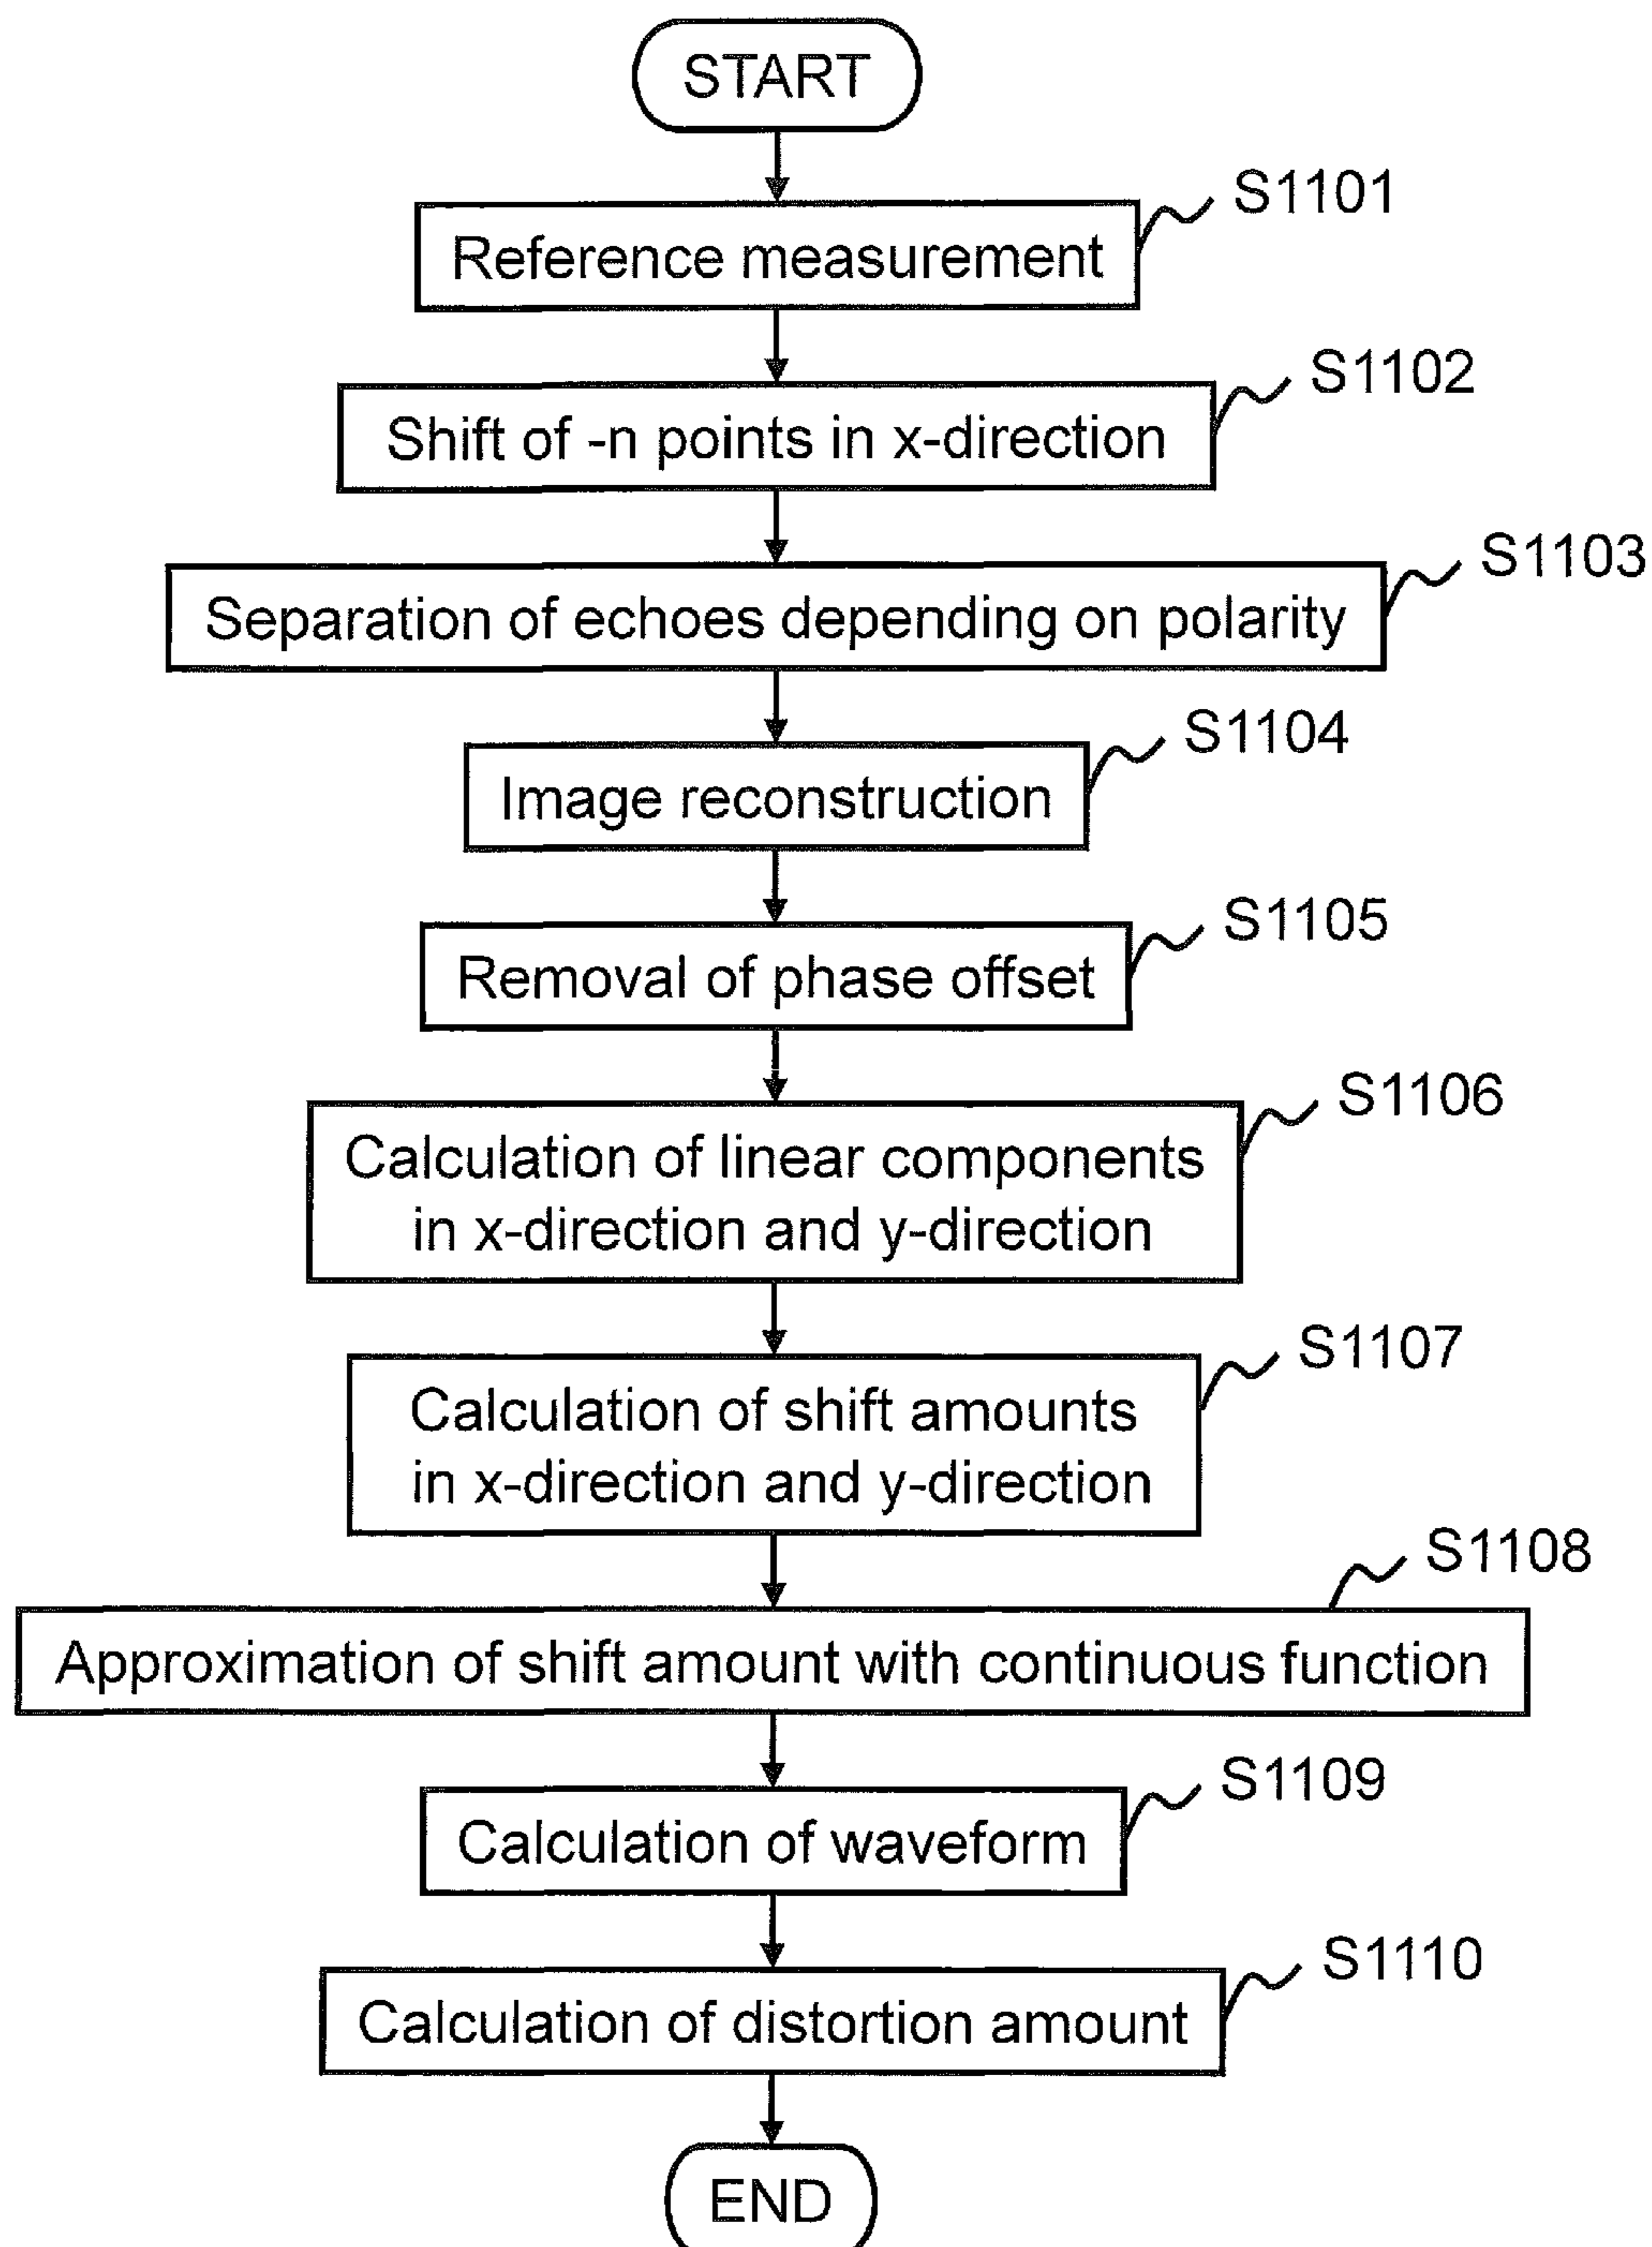 START
S1101
Reference measurement
S1102
Shift of -n points in x-direction
S1103
Separation of echoes depending on polarity
S1104
Image reconstruction
S1105
Removal of phase offset
S1106
Calculation of linear components
in x-direction and y-direction
S1107
Calculation of shift amounts
in x-direction and y-direction
S1108
Approximation of shift amount with continuous function
S1109
Calculation of waveform
S1110
Calculation of distortion amount
END